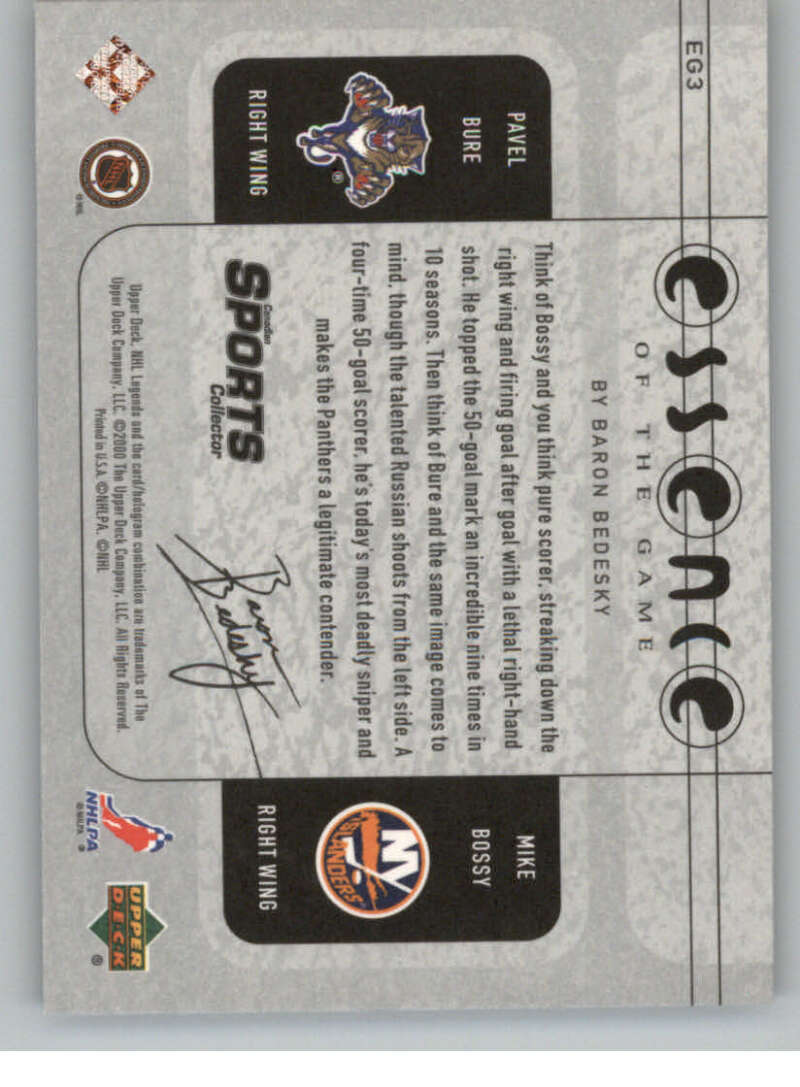 EG3
essence
OF THE GAME
BY BARON BEDESKY
PAVEL
BURE
®
RIGHT WING
Think of Bossy and you think pure scorer, streaking down the
right wing and firing goal after goal with a lethal right-hand
shot. He topped the 50-goal mark an incredible nine times in
10 seasons. Then think of Bure and the same image comes to
mind, though the talented Russian shoots from the left side. A
four-time 50-goal scorer, he's today's most deadly sniper and
makes the Panthers a legitimate contender.
MIKE
BOSSY
NY
ISLANDERS
RIGHT WING
Canadian
SPORTS
Collector
Baron
Bedesky
Upper Deck, NHL Legends and the card/hologram combination are trademarks of The
Upper Deck Company, LLC. ©2000 The Upper Deck Company, LLC. All Rights Reserved.
Printed in U.S.A. ©NHLPA. ©NHL
NHL
©NHL
NHLPA
©NHLPA
UPPER
DECK
®